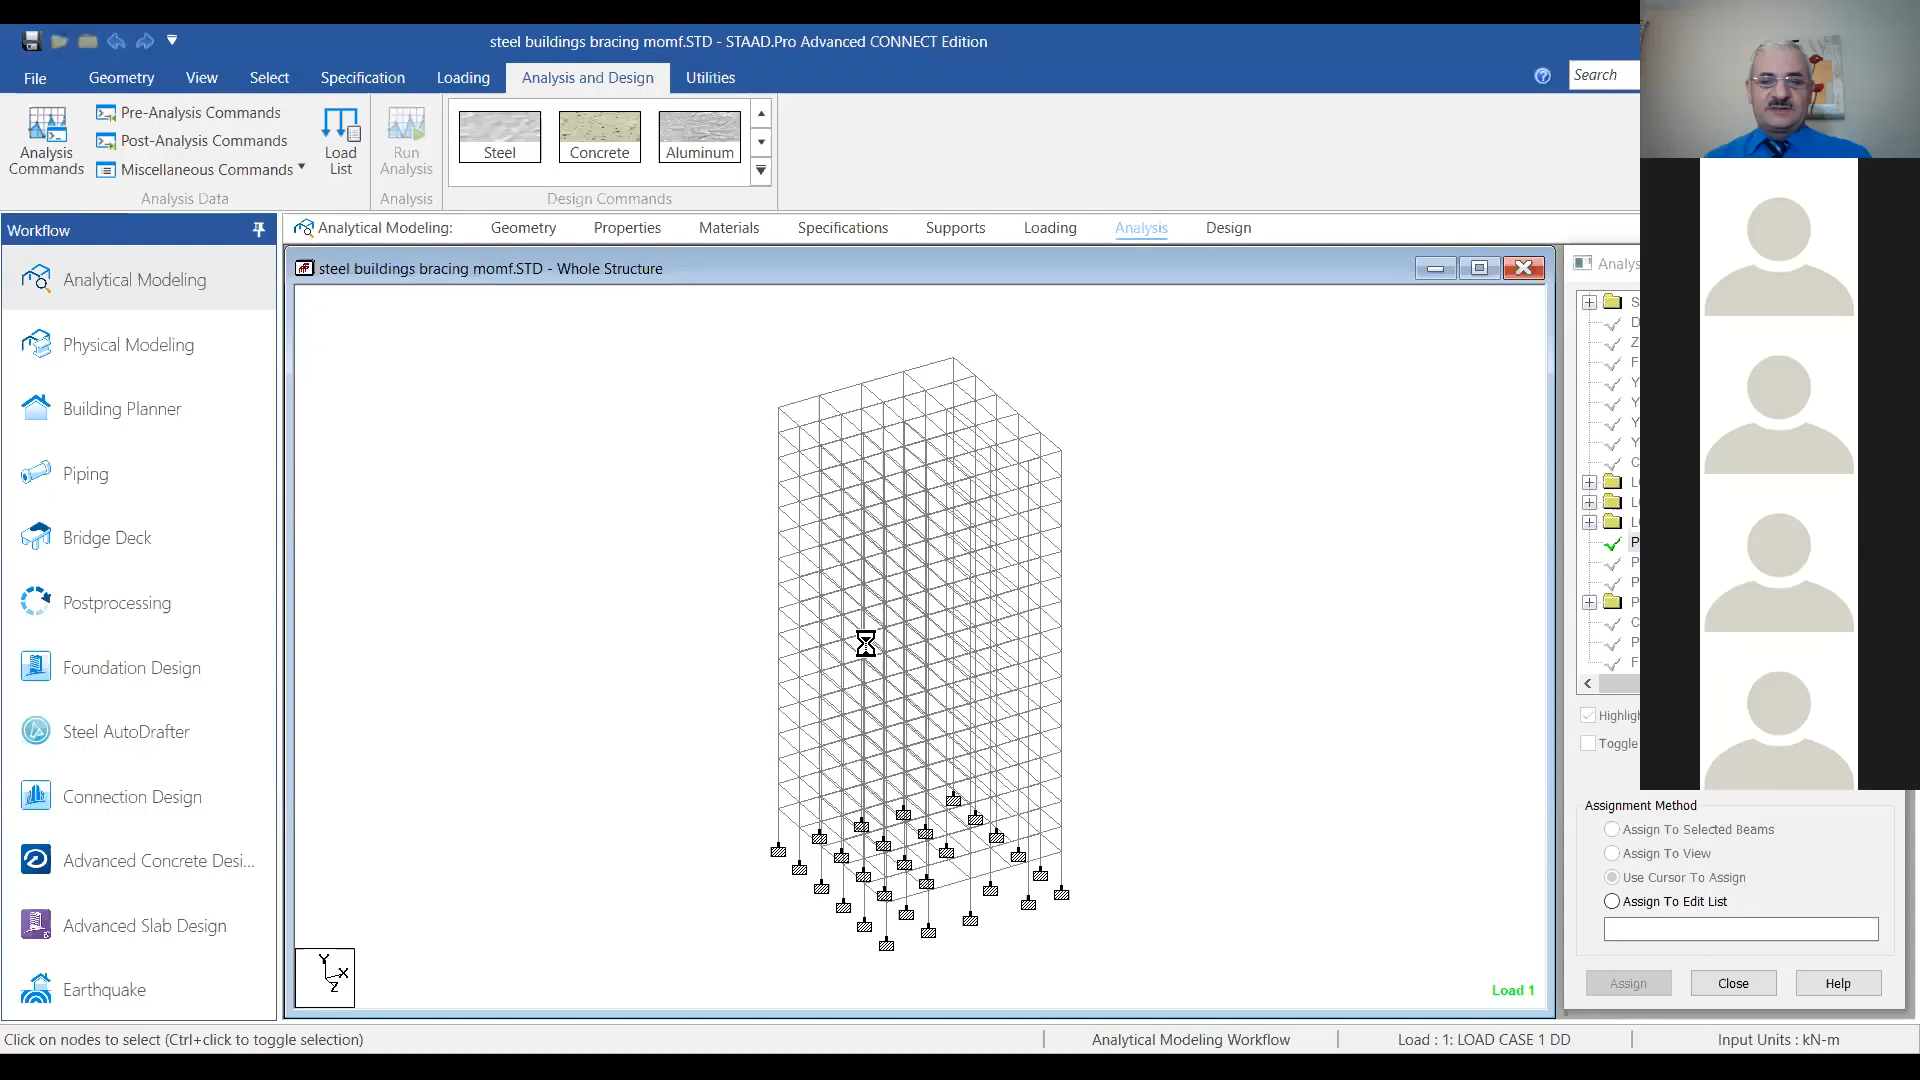 steel buildings bracing momf.STD - STAAD.Pro Advanced CONNECT Edition
File Geometry View Select Specification Loading Analysis and Design Utilities Search
Analysis Commands
Pre-Analysis Commands
Post-Analysis Commands
Miscellaneous Commands
Load List
Run Analysis
Steel Concrete Aluminum
Analysis Data Analysis Design Commands
Workflow
Analytical Modeling: Geometry Properties Materials Specifications Supports Loading Analysis Design
steel buildings bracing momf.STD - Whole Structure
Analytical Modeling
Physical Modeling
Building Planner
Piping
Bridge Deck
Postprocessing
Foundation Design
Steel AutoDrafter
Connection Design
Advanced Concrete Desi...
Advanced Slab Design
Earthquake
Y
X
Z
Load 1
Toggle
Assignment Method
Assign To Selected Beams
Assign To View
Use Cursor To Assign
Assign To Edit List
Assign Close Help
Click on nodes to select (Ctrl+click to toggle selection)
Analytical Modeling Workflow
Load : 1: LOAD CASE 1 DD
Input Units : kN-m